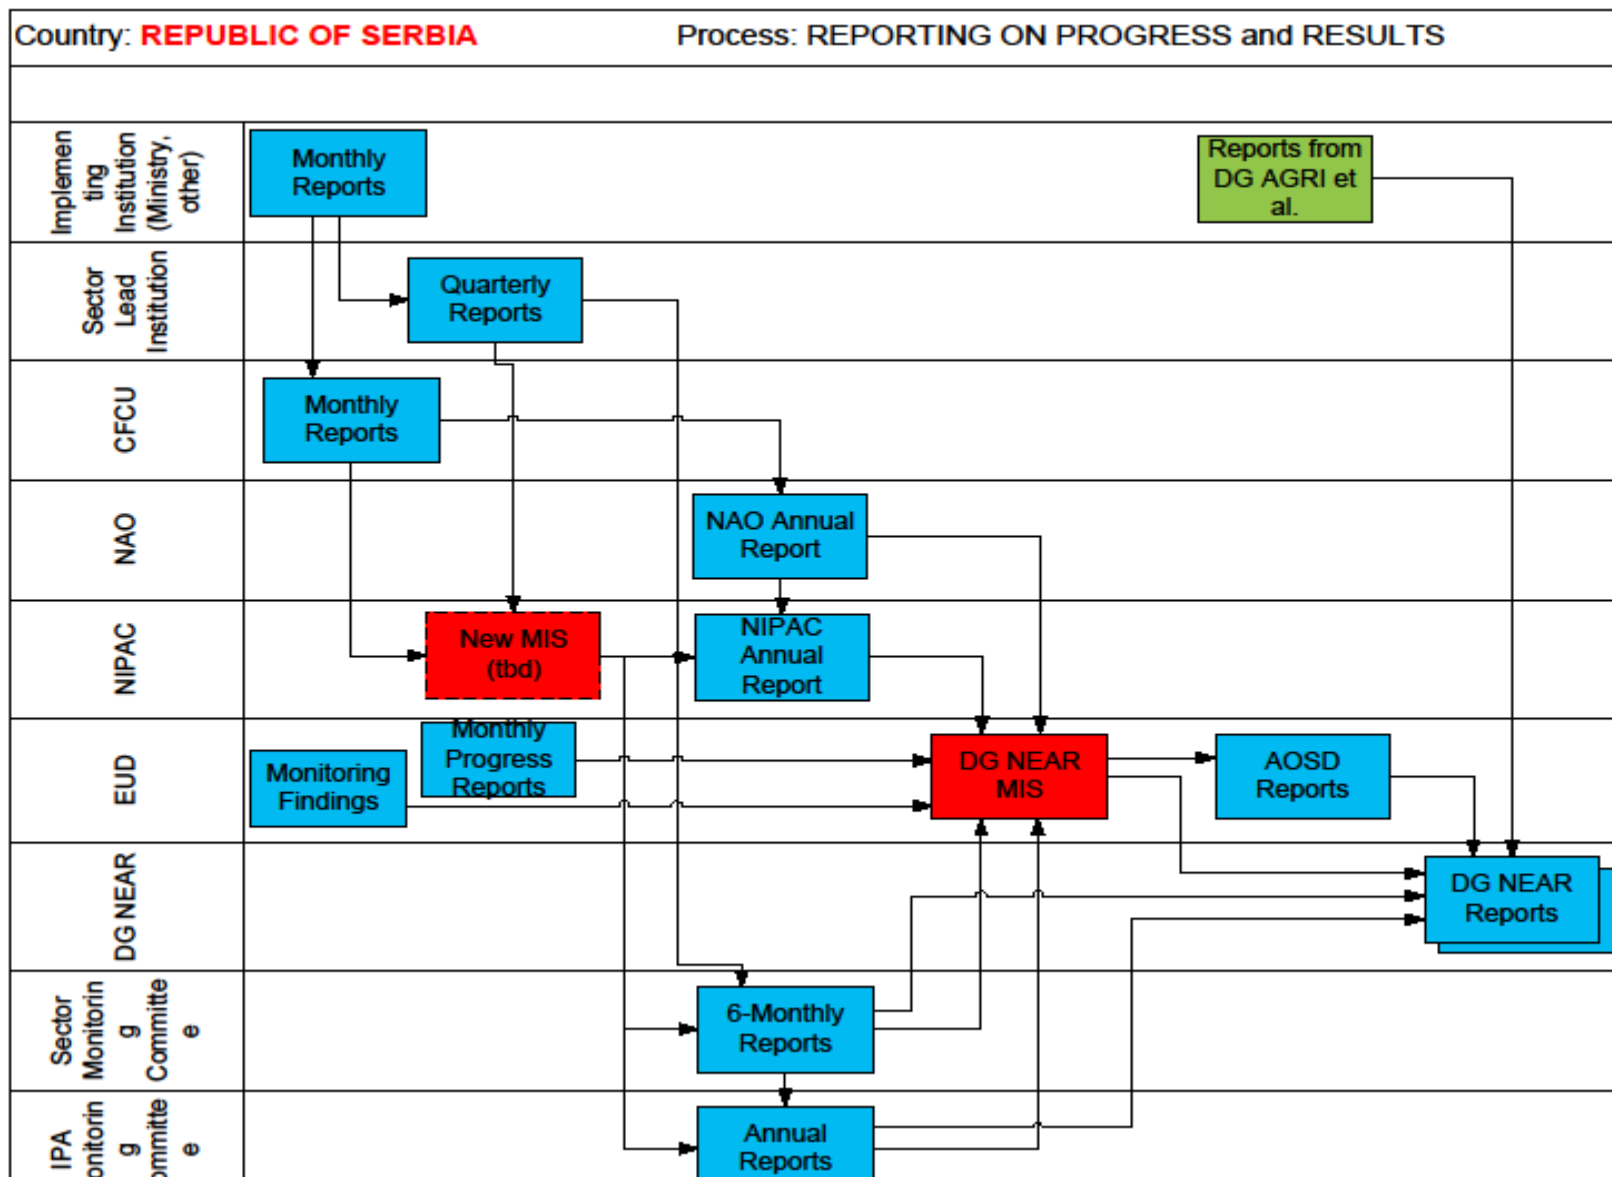 Country: REPUBLIC OF SERBIA
Process: REPORTING ON PROGRESS and RESULTS
Implemen
ting
Institution
(Ministry,
other)
Monthly
Reports
Reports from
DG AGRI et
al.
Sector
Lead
Institution
Quarterly
Reports
CFCU
Monthly
Reports
NAO
NAO Annual
Report
NIPAC
New MIS
(tbd)
NIPAC
Annual
Report
EUD
Monitoring
Findings
Monthly
Progress
Reports
DG NEAR
MIS
AOSD
Reports
DG NEAR
DG NEAR
Reports
Sector
Monitorin
g
Committe
e
6-Monthly
Reports
IPA
onitorin
g
ommitte
e
Annual
Reports